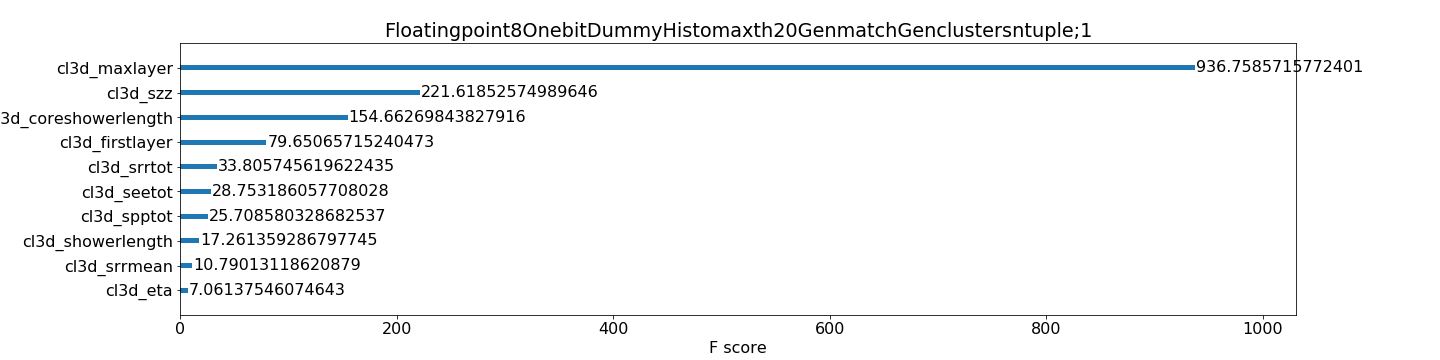 Floatingpoint8OnebitDummyHistomaxth20GenmatchGenclustersntuple;1
cl3d_maxlayer 936.7585715772401
cl3d_szz 221.61852574989646
3d_coreshowerlength 154.66269843827916
cl3d_firstlayer 79.65065715240473
cl3d_srrtot 33.805745619622435
cl3d_seetot 28.753186057708028
cl3d_spptot 25.708580328682537
cl3d_showerlength 17.261359286797745
cl3d_srrmean 10.79013118620879
cl3d_eta 7.06137546074643
0 200 400 600 800 1000
F score